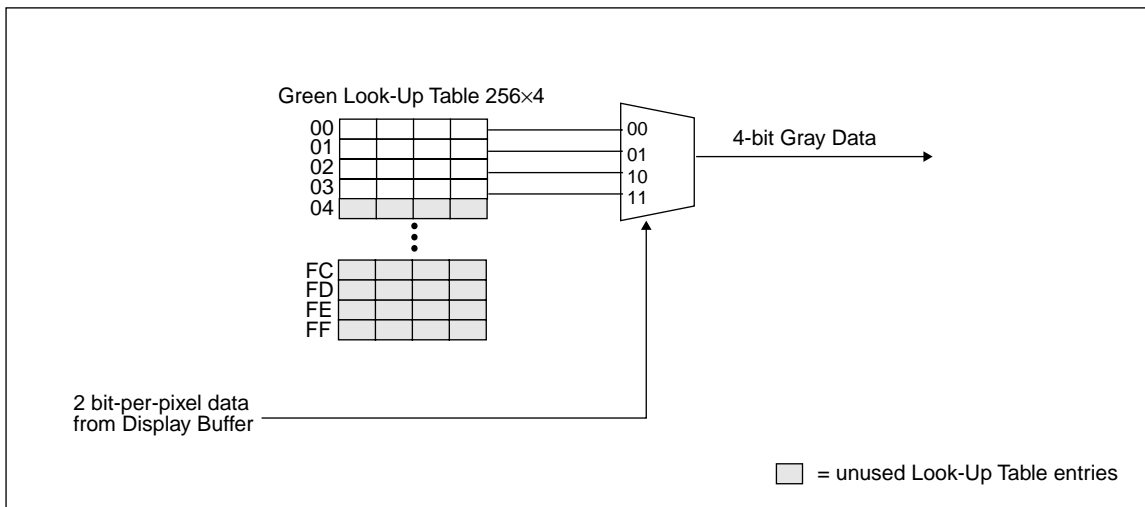 Green Look-Up Table 256×4
00
01
02
03
04
FC
FD
FE
FF
00
01
10
11
4-bit Gray Data
2 bit-per-pixel data
from Display Buffer
= unused Look-Up Table entries